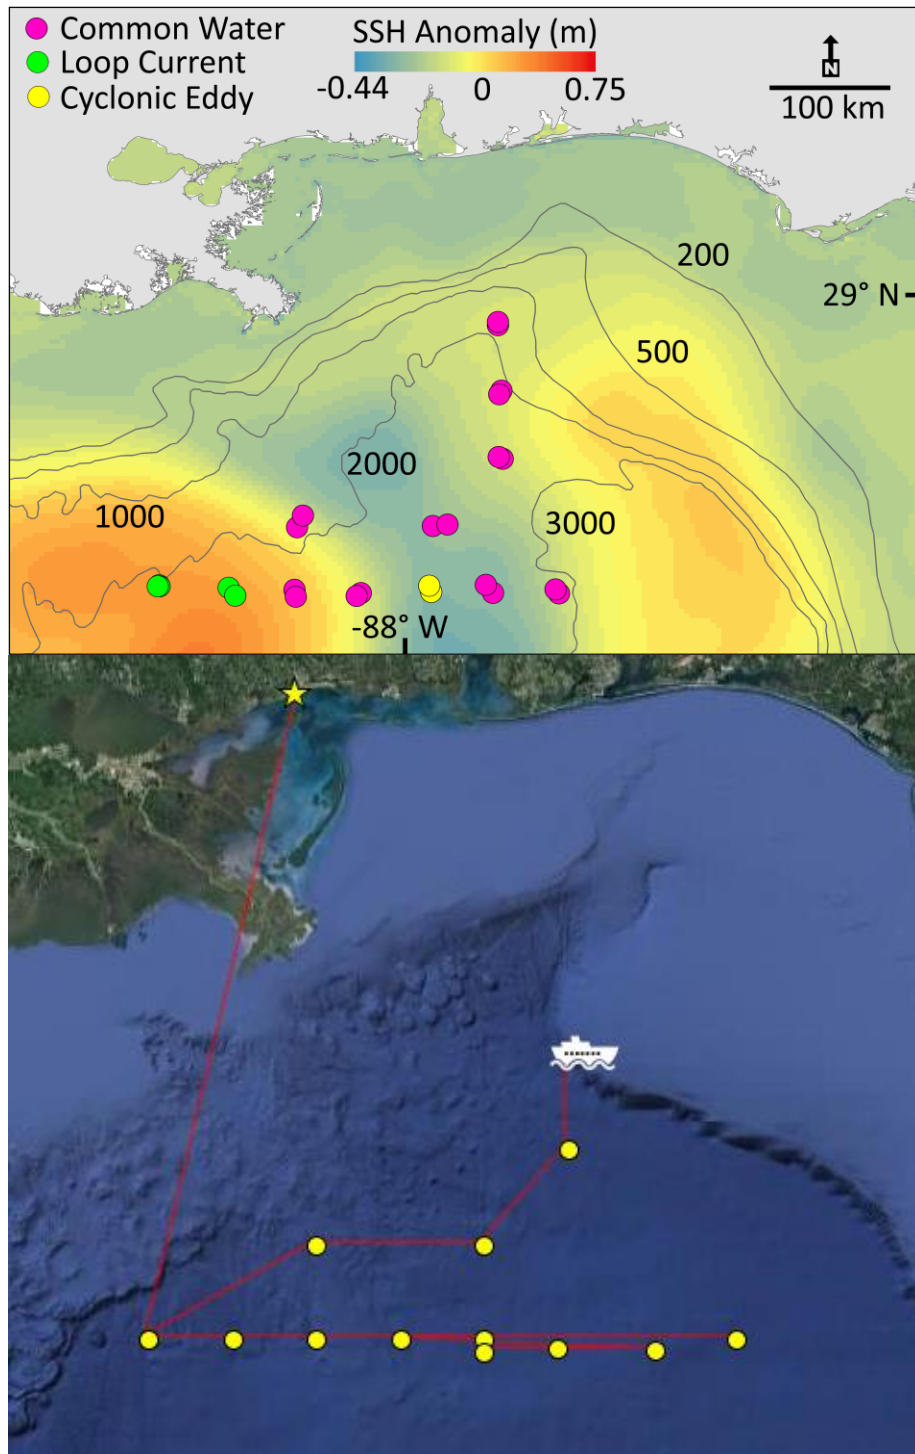 Common Water
Loop Current
Cyclonic Eddy
SSH Anomaly (m)
-0.44 0 0.75
N
100 km
200
29° N
500
2000
1000
3000
-88° W